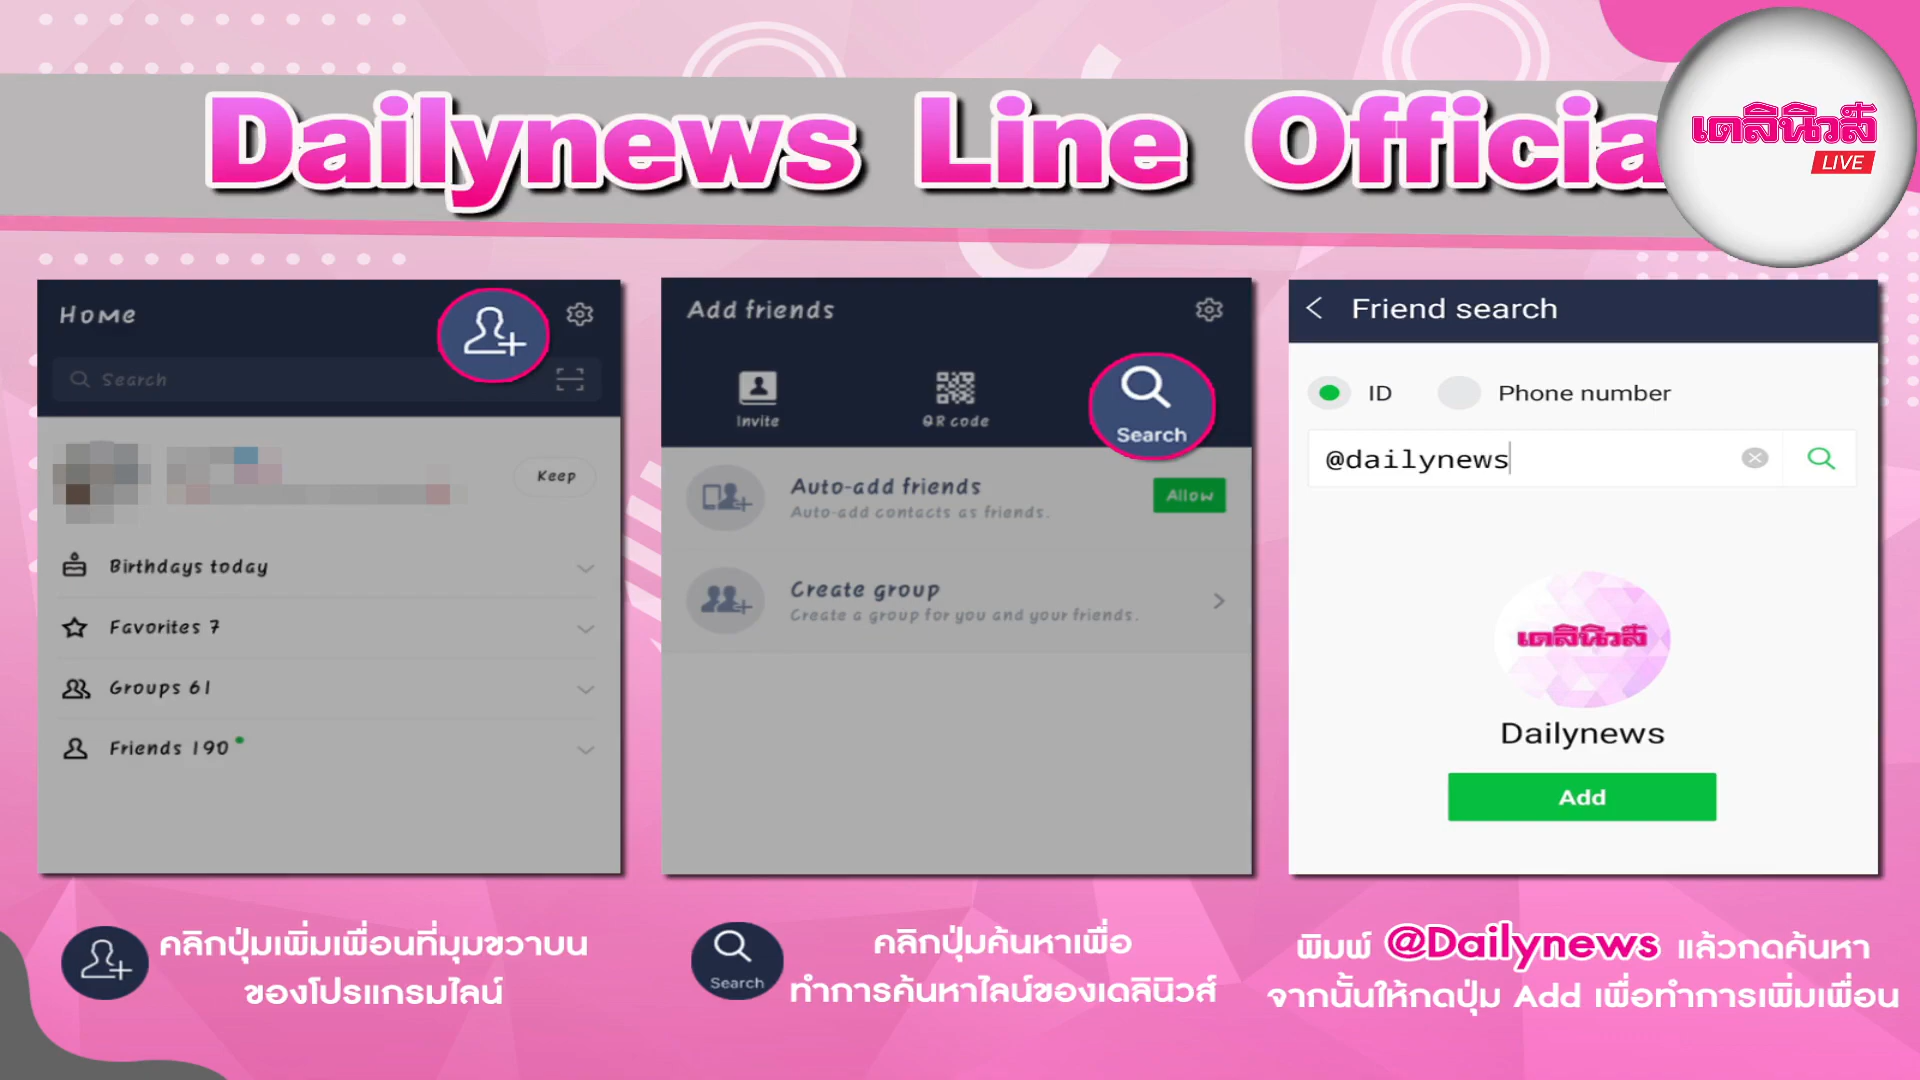 Dailynews Line Officia
เดลินิวส์
LIVE
Home
Search
Keep
Birthdays today
Favorites 7
Groups 61
Friends 190
Add friends
Invite
QR code
Search
Auto-add friends
Auto-add contacts as friends.
Allow
Create group
Create a group for you and your friends.
Friend search
ID
Phone number
@dailynews
เดลินิวส์
Dailynews
Add
คลิกปุ่มเพิ่มเพื่อนที่มุมขวาบน
ของโปรแกรมไลน์
Search
คลิกปุ่มค้นหาเพื่อ
ทำการค้นหาไลน์ของเดลินิวส์
พิมพ์ @Dailynews แล้วกดค้นหา
จากนั้นให้กดปุ่ม Add เพื่อทำการเพิ่มเพื่อน